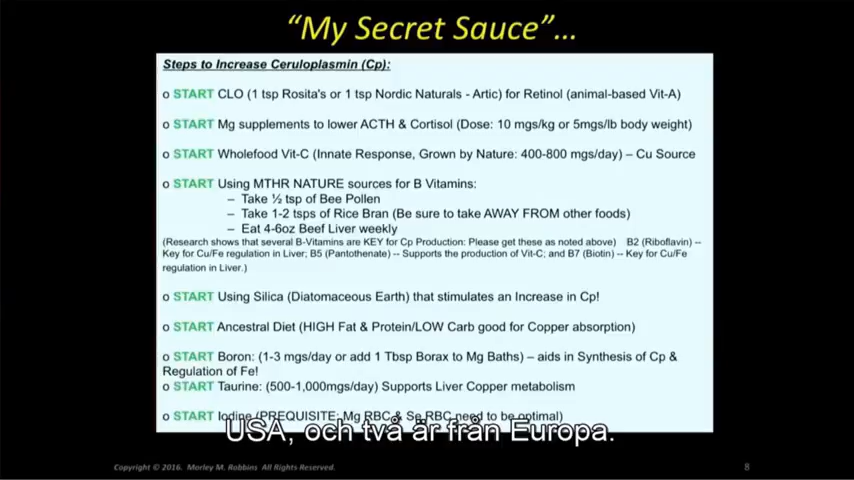 “My Secret Sauce”...
Steps to Increase Ceruloplasmin (Cp):
o START CLO (1 tsp Rosita's or 1 tsp Nordic Naturals - Artic) for Retinol (animal-based Vit-A)
o START Mg supplements to lower ACTH & Cortisol (Dose: 10 mgs/kg or 5mgs/lb body weight)
o START Wholefood Vit-C (Innate Response, Grown by Nature: 400-800 mgs/day) – Cu Source
o START Using MTHR NATURE sources for B Vitamins:
– Take ½ tsp of Bee Pollen
– Take 1-2 tsps of Rice Bran (Be sure to take AWAY FROM other foods)
– Eat 4-6oz Beef Liver weekly
(Research shows that several B-Vitamins are KEY for Cp Production: Please get these as noted above) B2 (Riboflavin) --
Key for Cu/Fe regulation in Liver; B5 (Pantothenate) -- Supports the production of Vit-C; and B7 (Biotin) -- Key for Cu/Fe
regulation in Liver.)
o START Using Silica (Diatomaceous Earth) that stimulates an Increase in Cp!
o START Ancestral Diet (HIGH Fat & Protein/LOW Carb good for Copper absorption)
o START Boron: (1-3 mgs/day or add 1 Tbsp Borax to Mg Baths) – aids in Synthesis of Cp &
Regulation of Fe!
o START Taurine: (500-1,000mgs/day) Supports Liver Copper metabolism
o START Iodine (PREQUISITE: Mg RBC & Se RBC need to be optimal)
USA, och två är från Europa.
Copyright © 2016. Morley M. Robbins All Rights Reserved.
8